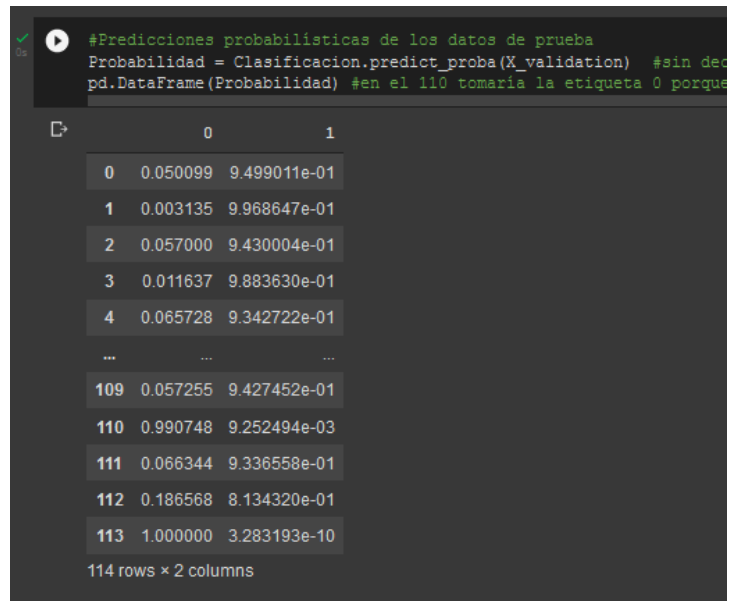 0s
#Predicciones probabilísticas de los datos de prueba
Probabilidad = Clasificacion.predict_proba(X_validation) #sin dec
pd.DataFrame(Probabilidad) #en el 110 tomaría la etiqueta 0 porque
0 1
0 0.050099 9.499011e-01
1 0.003135 9.968647e-01
2 0.057000 9.430004e-01
3 0.011637 9.883630e-01
4 0.065728 9.342722e-01
... ... ...
109 0.057255 9.427452e-01
110 0.990748 9.252494e-03
111 0.066344 9.336558e-01
112 0.186568 8.134320e-01
113 1.000000 3.283193e-10
114 rows × 2 columns